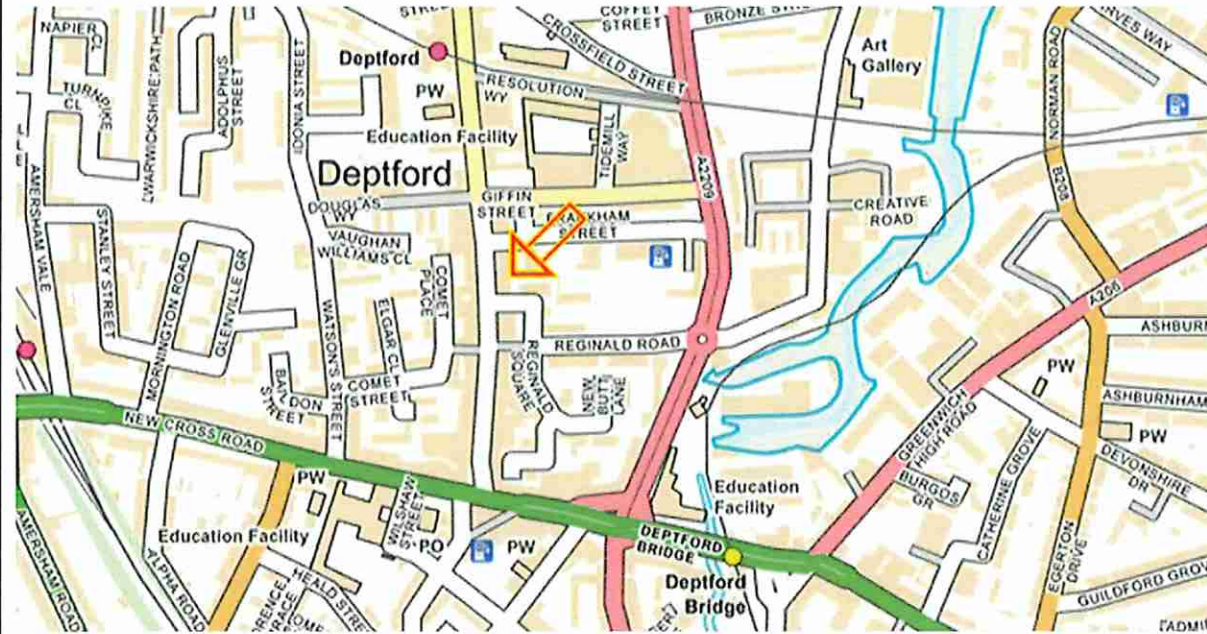 NAPIER
CL
STREET
COFFEY
STREET
BRONZE
CROSSFIELD STREET
NORMAN ROAD
WAY
Art
Gallery
Deptford
PW
RESOLUTION
WY
TURNPIKE
CL
WARWICKSHIRE PATH
ADOLPHUS
STREET
IDONIA STREET
Education Facility
TIDEMILL
WAY
A2209
B208
Deptford
DOUGLAS
WY
GIFFIN
STREET
FRANKHAM
STREET
CREATIVE
ROAD
AMERSHAM VALE
STANLEY STREET
MORNINGTON ROAD
GLENVILLE GR
VAUGHAN
WILLIAMS CL
COMET
PLACE
ELGAR CL
WATSON'S STREET
A206
ASHBURN
REGINALD ROAD
REGINALD
SQUARE
NEW
BUTT
LANE
BAILDON
STREET
COMET
STREET
PW
ASHBURNHAM
PW
GREENWICH
HIGH ROAD
NEW CROSS ROAD
DEVONSHIRE
DR
BURGOS
GR
CATHERINE GROVE
PW
Education
Facility
WILSHAW
STREET
PO
PW
Education Facility
DEPTFORD
BRIDGE
Deptford
Bridge
EGERTON
DRIVE
AMERSHAM ROAD
ALPHA ROAD
HEALD STREET
GUILDFORD GROV